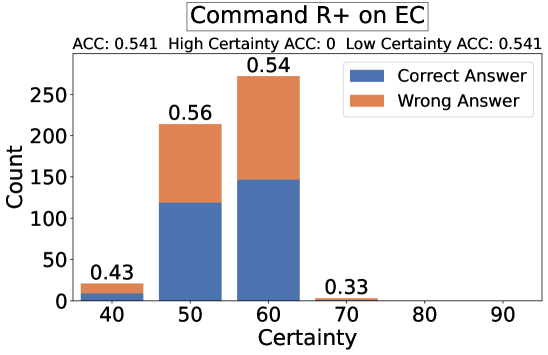 Command R+ on EC
ACC: 0.541 High Certainty ACC: 0 Low Certainty ACC: 0.541
Correct Answer
Wrong Answer
0.43
0.56
0.54
0.33
Count
250
200
150
100
50
0
40 50 60 70 80 90
Certainty